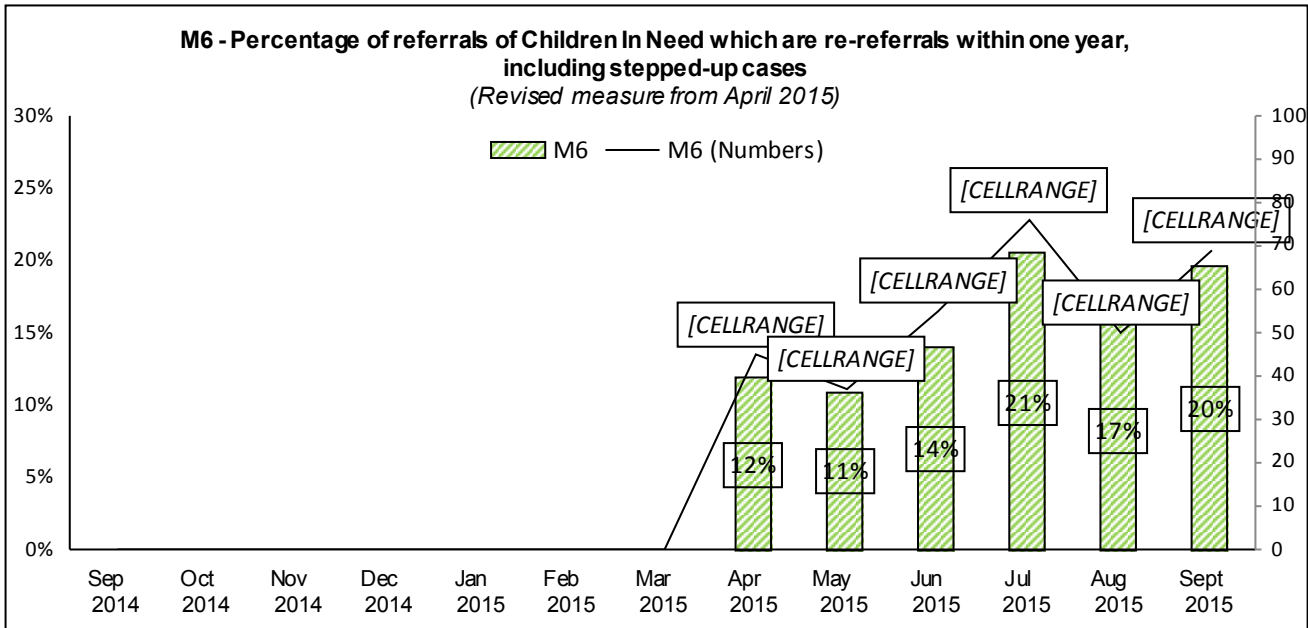 M6 - Percentage of referrals of Children In Need which are re-referrals within one year,
including stepped-up cases
(Revised measure from April 2015)
30%
25%
20%
15%
10%
5%
0%
M6
M6 (Numbers)
[CELLRANGE]
[CELLRANGE]
[CELLRANGE]
[CELLRANGE]
[CELLRANGE]
[CELLRANGE]
12%
11%
14%
21%
17%
20%
100
90
80
70
60
50
40
30
20
10
0
Sep 2014
Oct 2014
Nov 2014
Dec 2014
Jan 2015
Feb 2015
Mar 2015
Apr 2015
May 2015
Jun 2015
Jul 2015
Aug 2015
Sept 2015